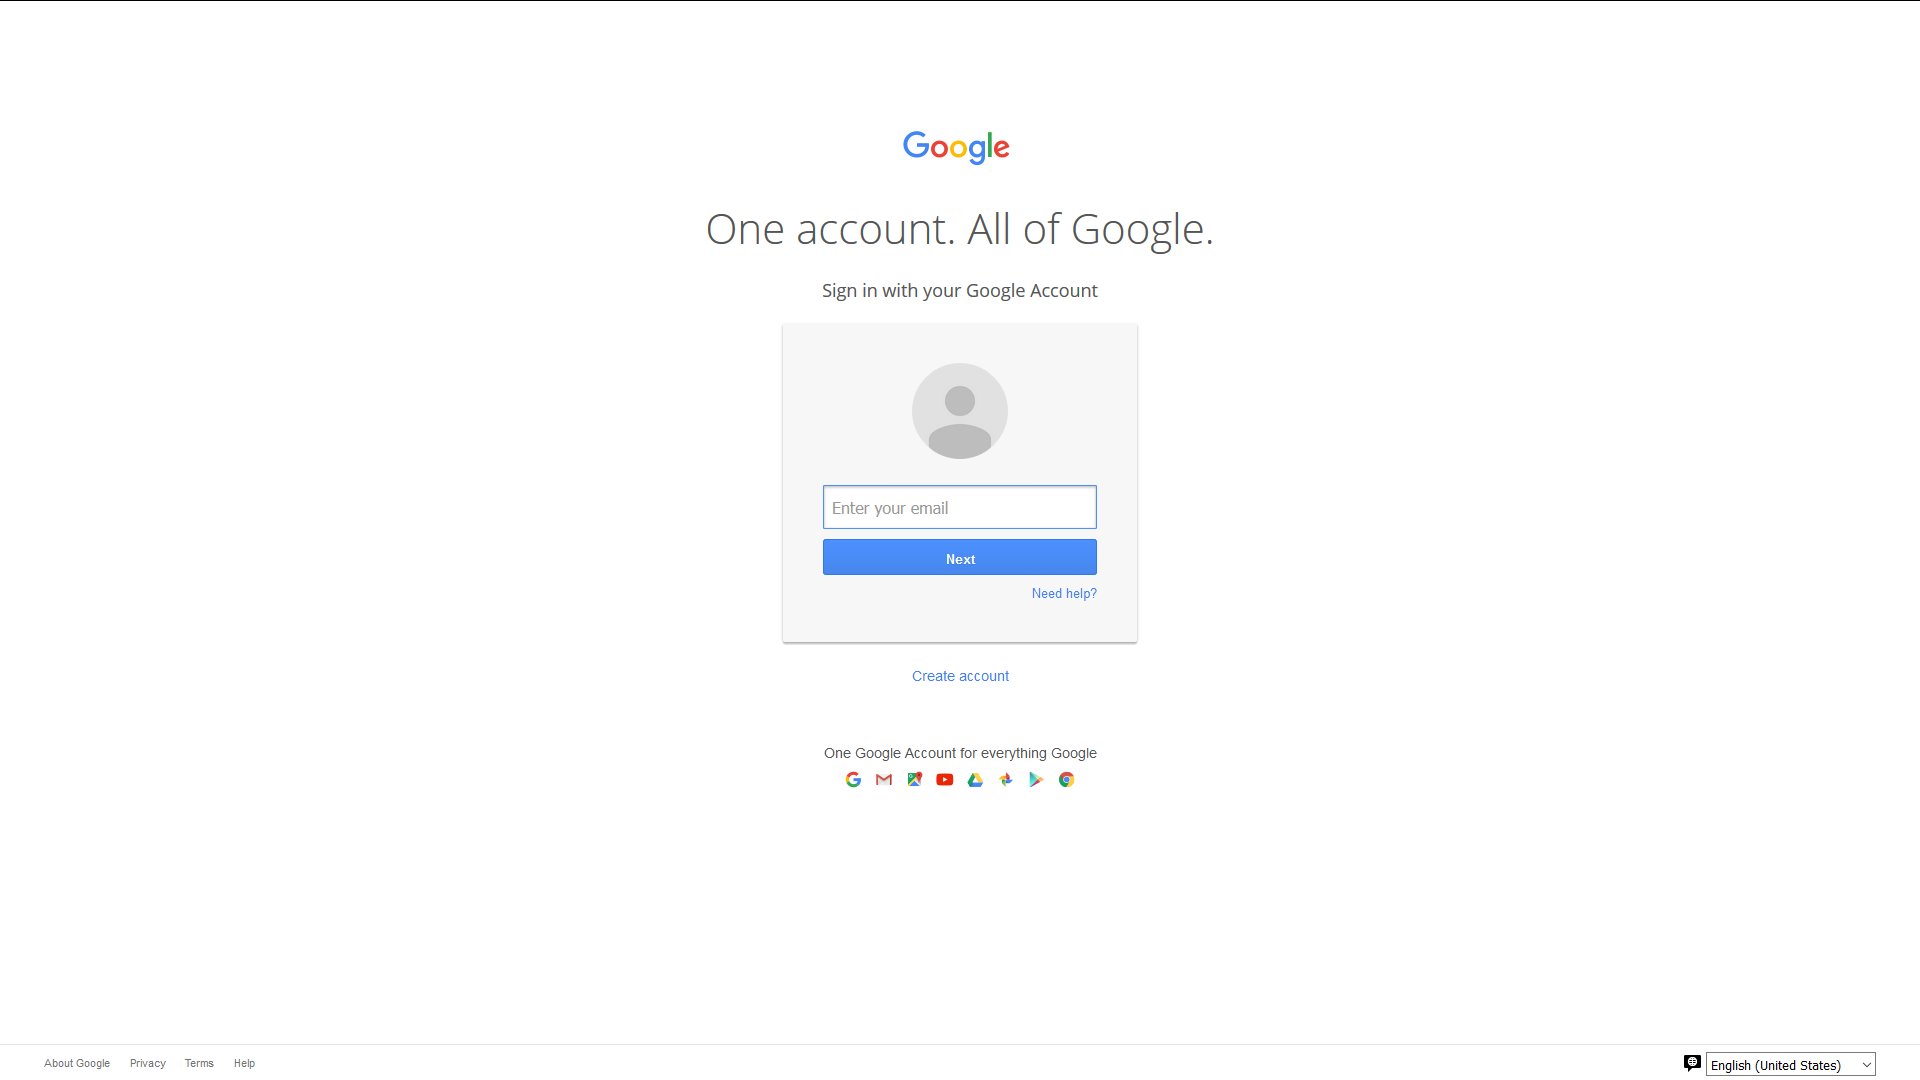 Google
One account. All of Google.
Sign in with your Google Account
Enter your email
Next
Need help?
Create account
One Google Account for everything Google
About Google Privacy Terms Help
English (United States)